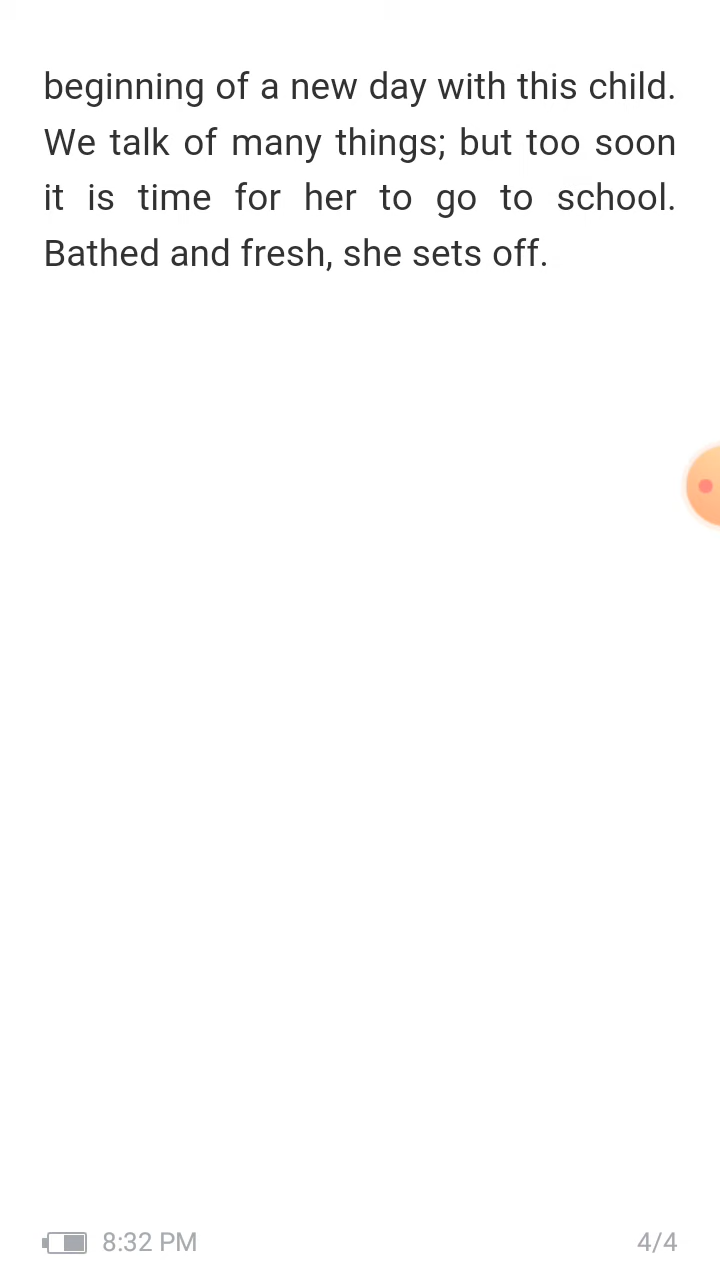 beginning of a new day with this child.
We talk of many things; but too soon
it is time for her to go to school.
Bathed and fresh, she sets off.
8:32 PM
4/4